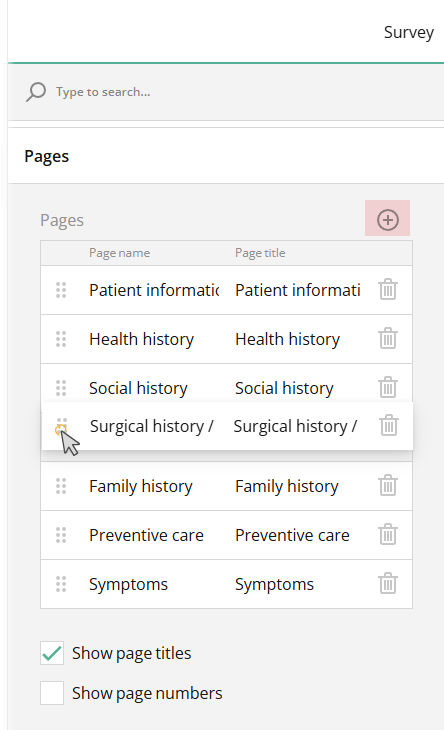 Survey
Type to search...
Pages
Pages
Page name Page title
Patient informatic Patient informati
Health history Health history
Social history Social history
Surgical history / Surgical history /
Family history Family history
Preventive care Preventive care
Symptoms Symptoms
Show page titles
Show page numbers